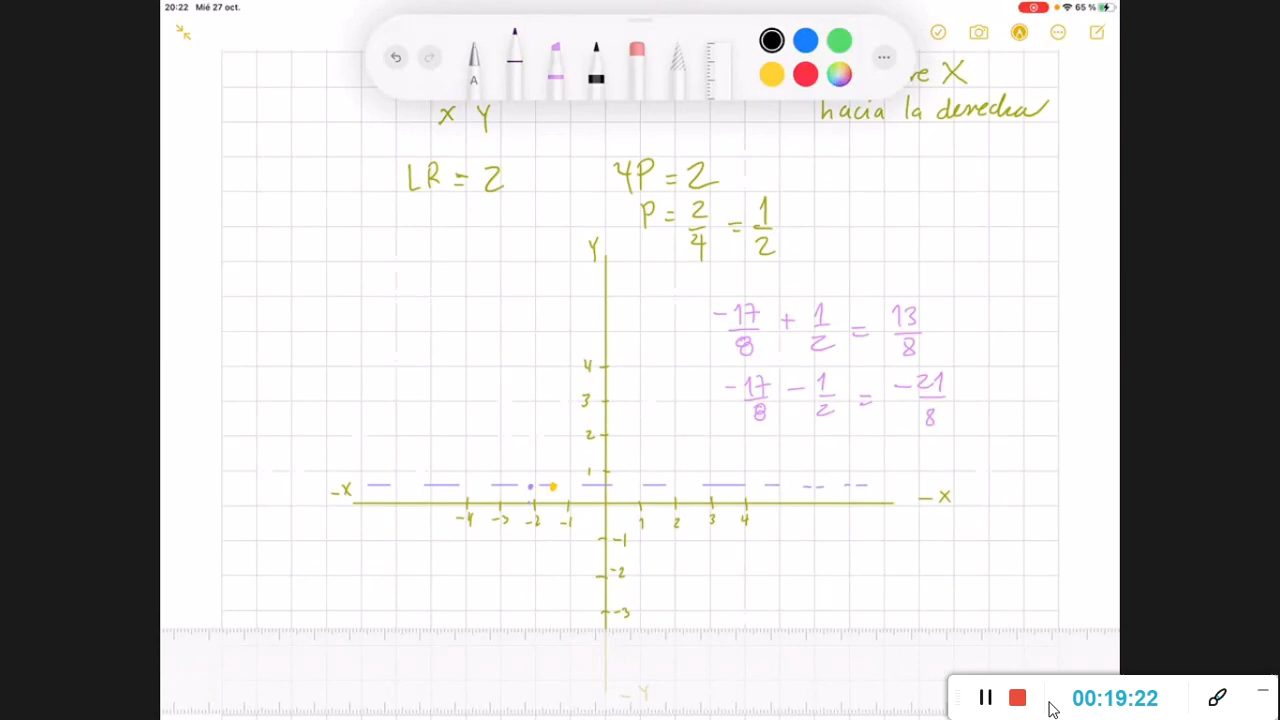 20:22 Mié 27 oct.
65 %
A
re X
hacia la derecha
X Y
LR = 2
4P = 2
P = 2/4 = 1/2
Y
-17/8 + 1/2 = 13/8
-17/8 - 1/2 = -21/8
4
3
2
1
-X
-X
-4 -3 -2 -1 1 2 3 4
-1
-2
-3
-Y
00:19:22